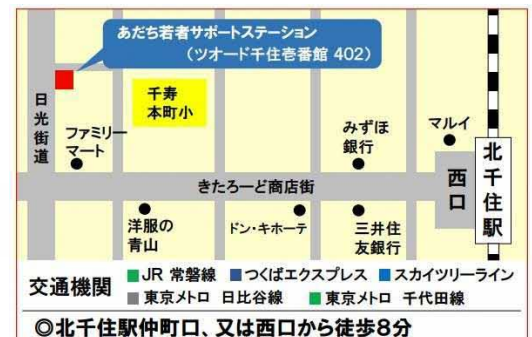 あだち若者サポートステーション
（ツオード千住壱番館 402）
日光街道
千寿
本町小
ファミリー
マート
みずほ
銀行
マルイ
北千住駅
西口
きたろーど商店街
洋服の
青山
ドン・キホーテ
三井住
友銀行
交通機関
JR 常磐線
つくばエクスプレス
スカイツリーライン
東京メトロ 日比谷線
東京メトロ 千代田線
◎北千住駅仲町口、又は西口から徒歩8分